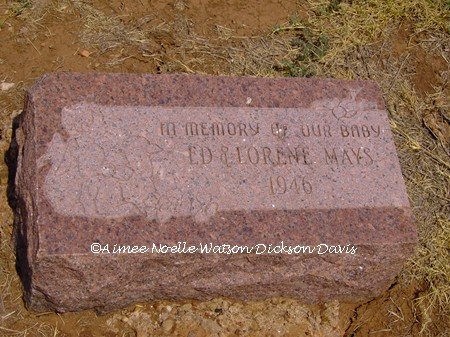 IN MEMORY OF OUR BABY
ED & LORENE MAYS
1946
©Aimee Noelle Watson Dickson Davis